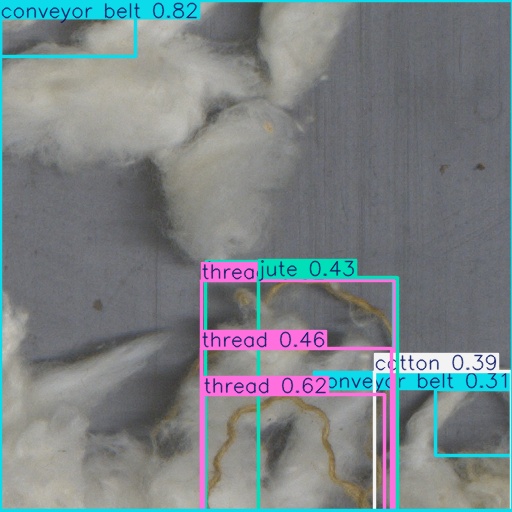 conveyor belt 0.82
thread
jute 0.43
thread 0.46
cotton 0.39
conveyor belt 0.31
thread 0.62